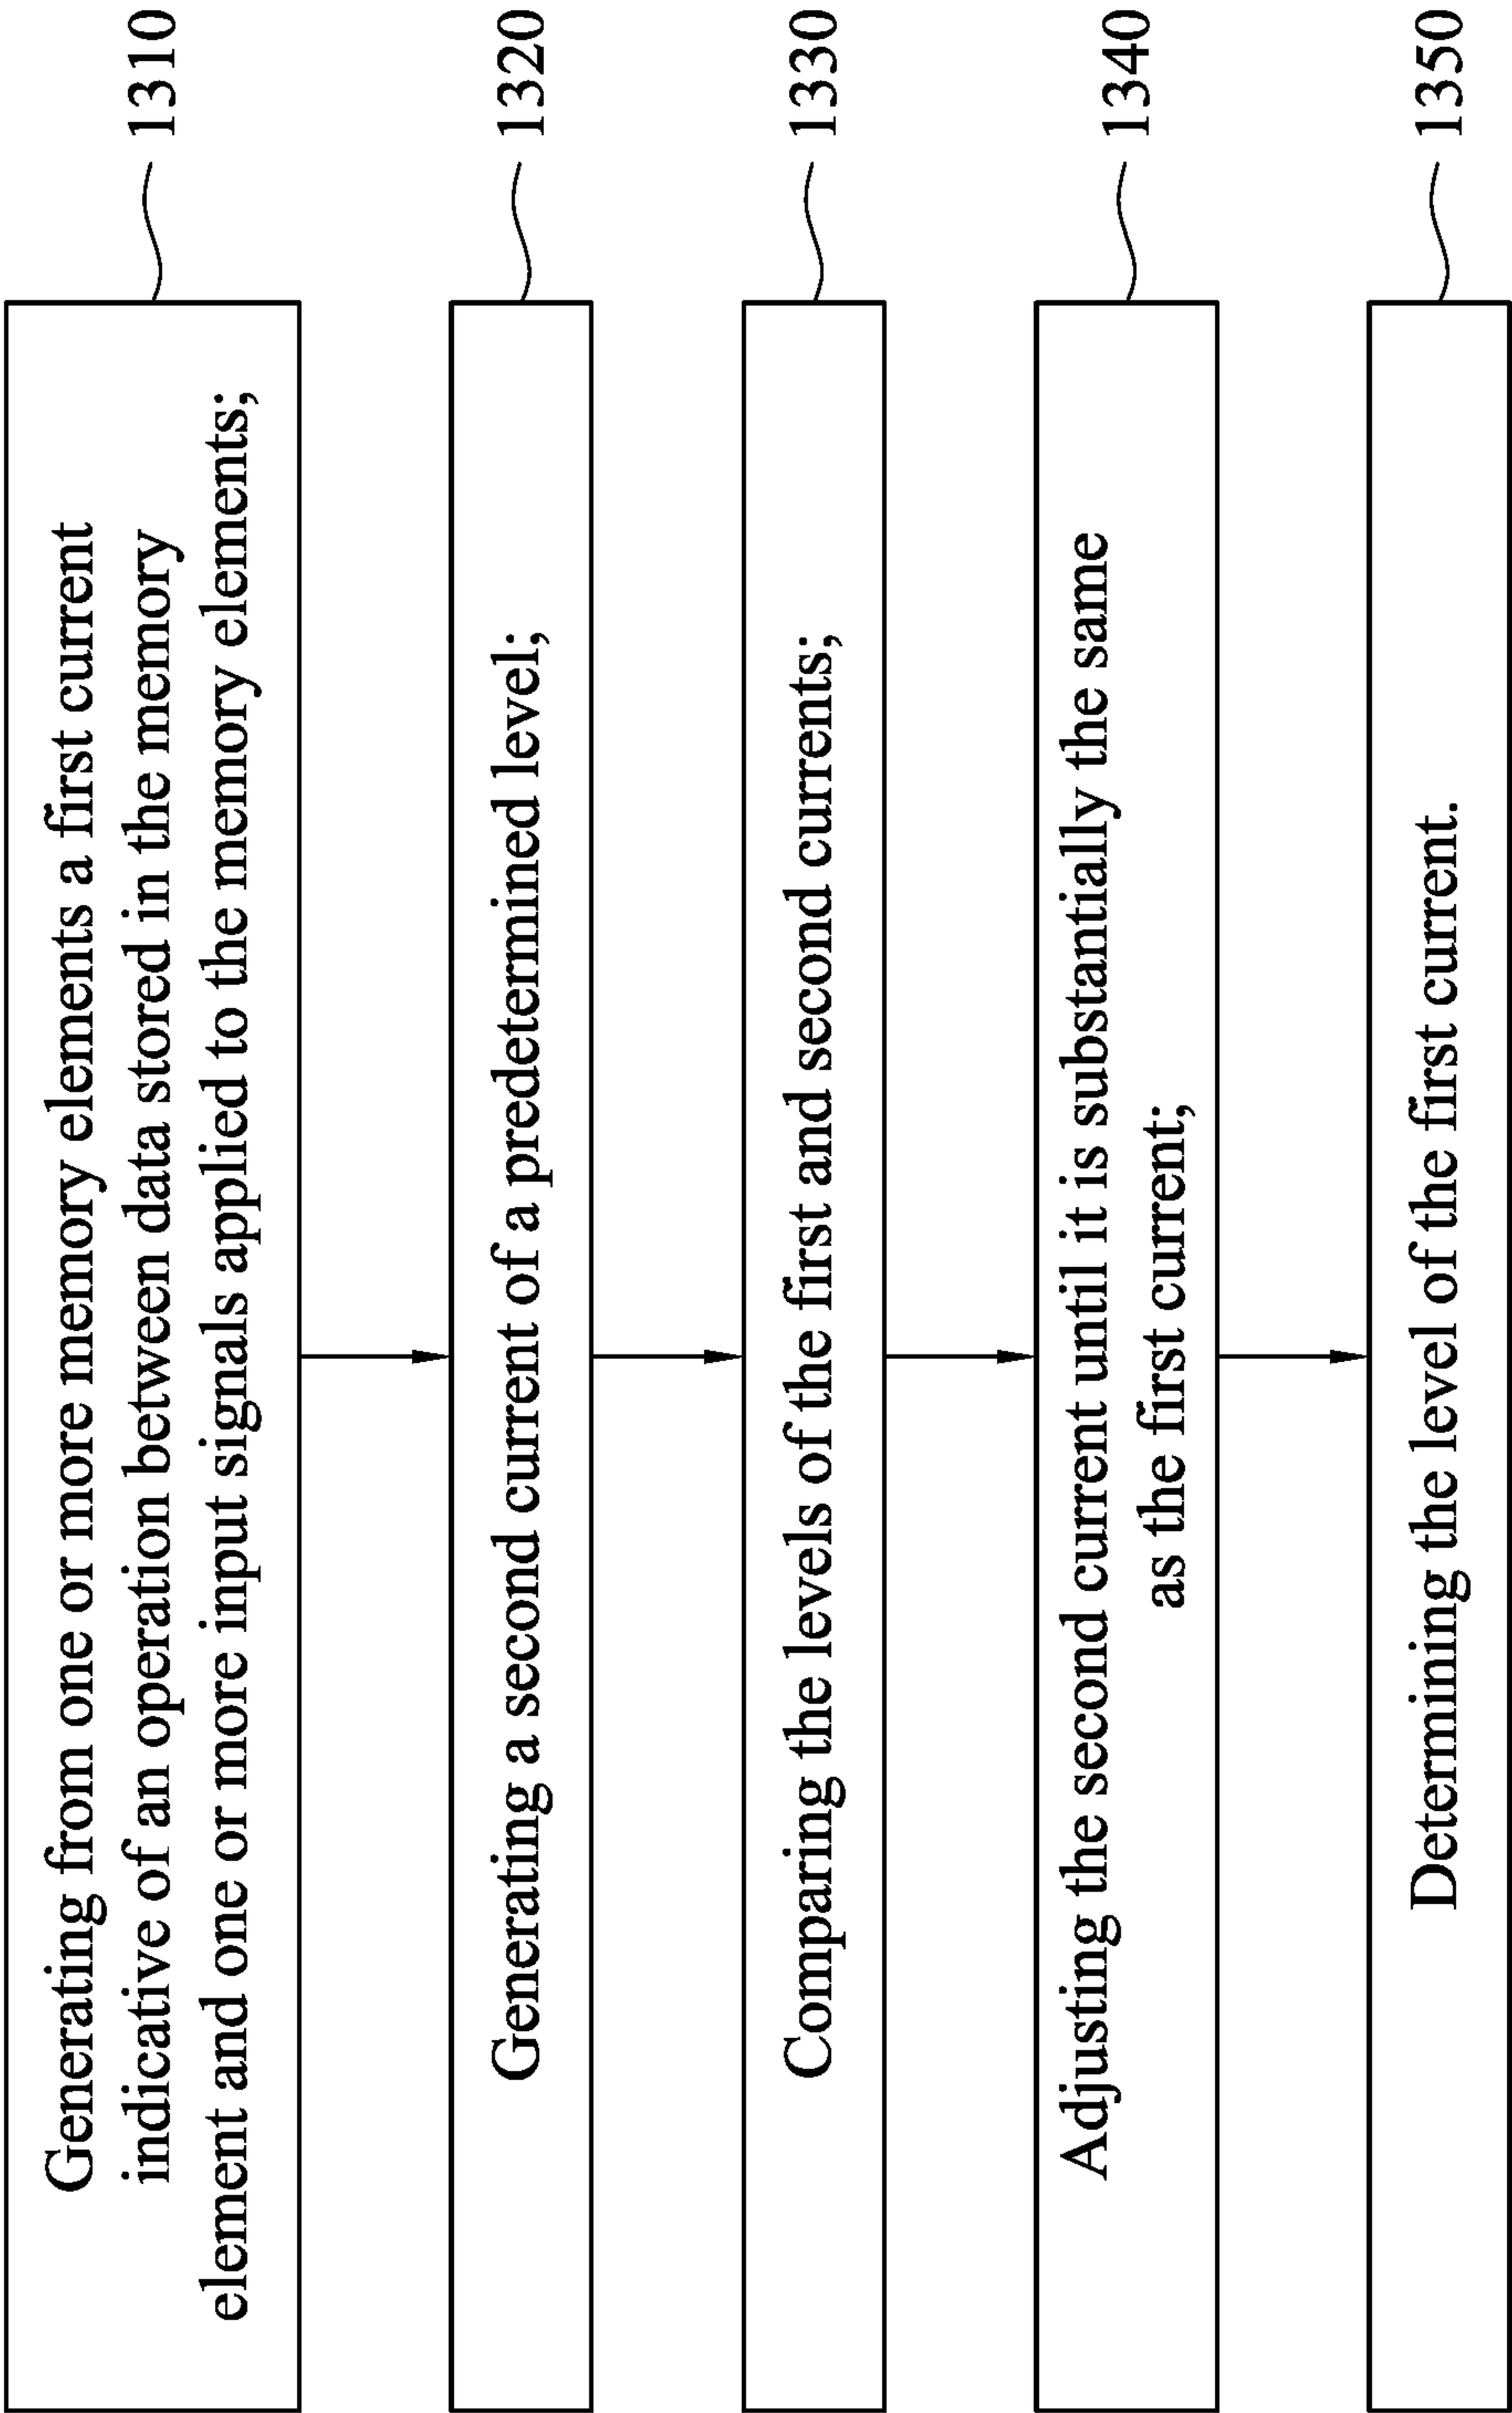 Generating from one or more memory elements a first current
indicative of an operation between data stored in the memory
element and one or more input signals applied to the memory elements;
1310
Generating a second current of a predetermined level;
1320
Comparing the levels of the first and second currents;
1330
Adjusting the second current until it is substantially the same
as the first current;
1340
Determining the level of the first current.
1350